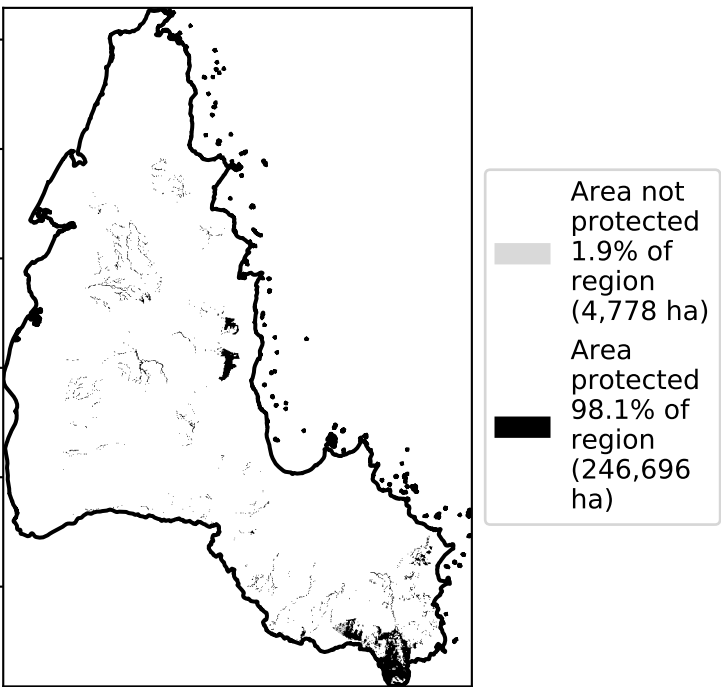 Area not
protected
1.9% of
region
(4,778 ha)
Area
protected
98.1% of
region
(246,696
ha)